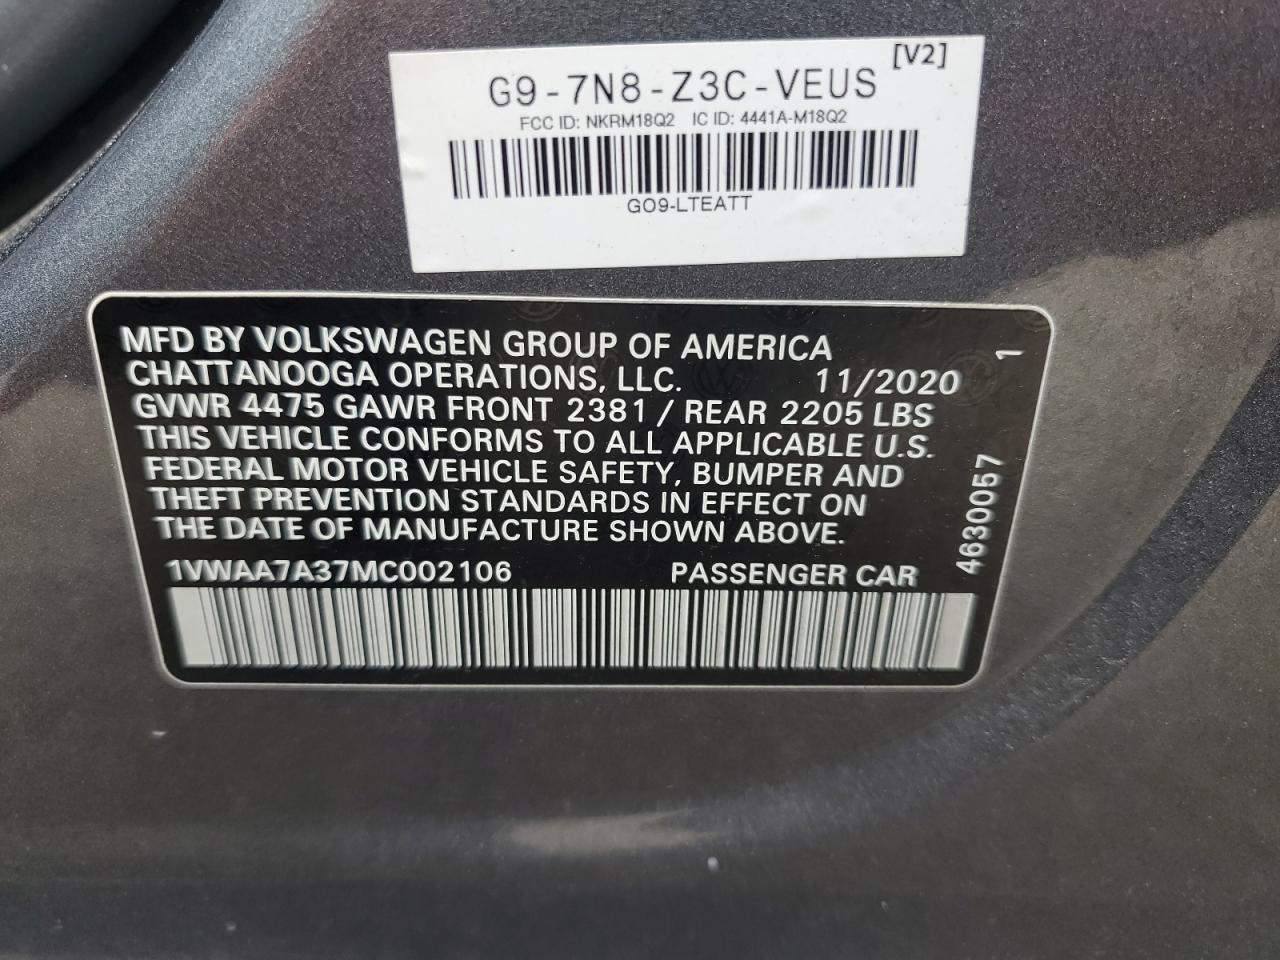 [V2]
G9-7N8-Z3C-VEUS
FCC ID: NKRM18Q2 IC ID: 4441A-M18Q2
GO9-LTEATT
MFD BY VOLKSWAGEN GROUP OF AMERICA
CHATTANOOGA OPERATIONS, LLC. 11/2020
GVWR 4475 GAWR FRONT 2381 / REAR 2205 LBS
THIS VEHICLE CONFORMS TO ALL APPLICABLE U.S.
FEDERAL MOTOR VEHICLE SAFETY, BUMPER AND
THEFT PREVENTION STANDARDS IN EFFECT ON
THE DATE OF MANUFACTURE SHOWN ABOVE.
1VWAA7A37MC002106 PASSENGER CAR
4630057 1